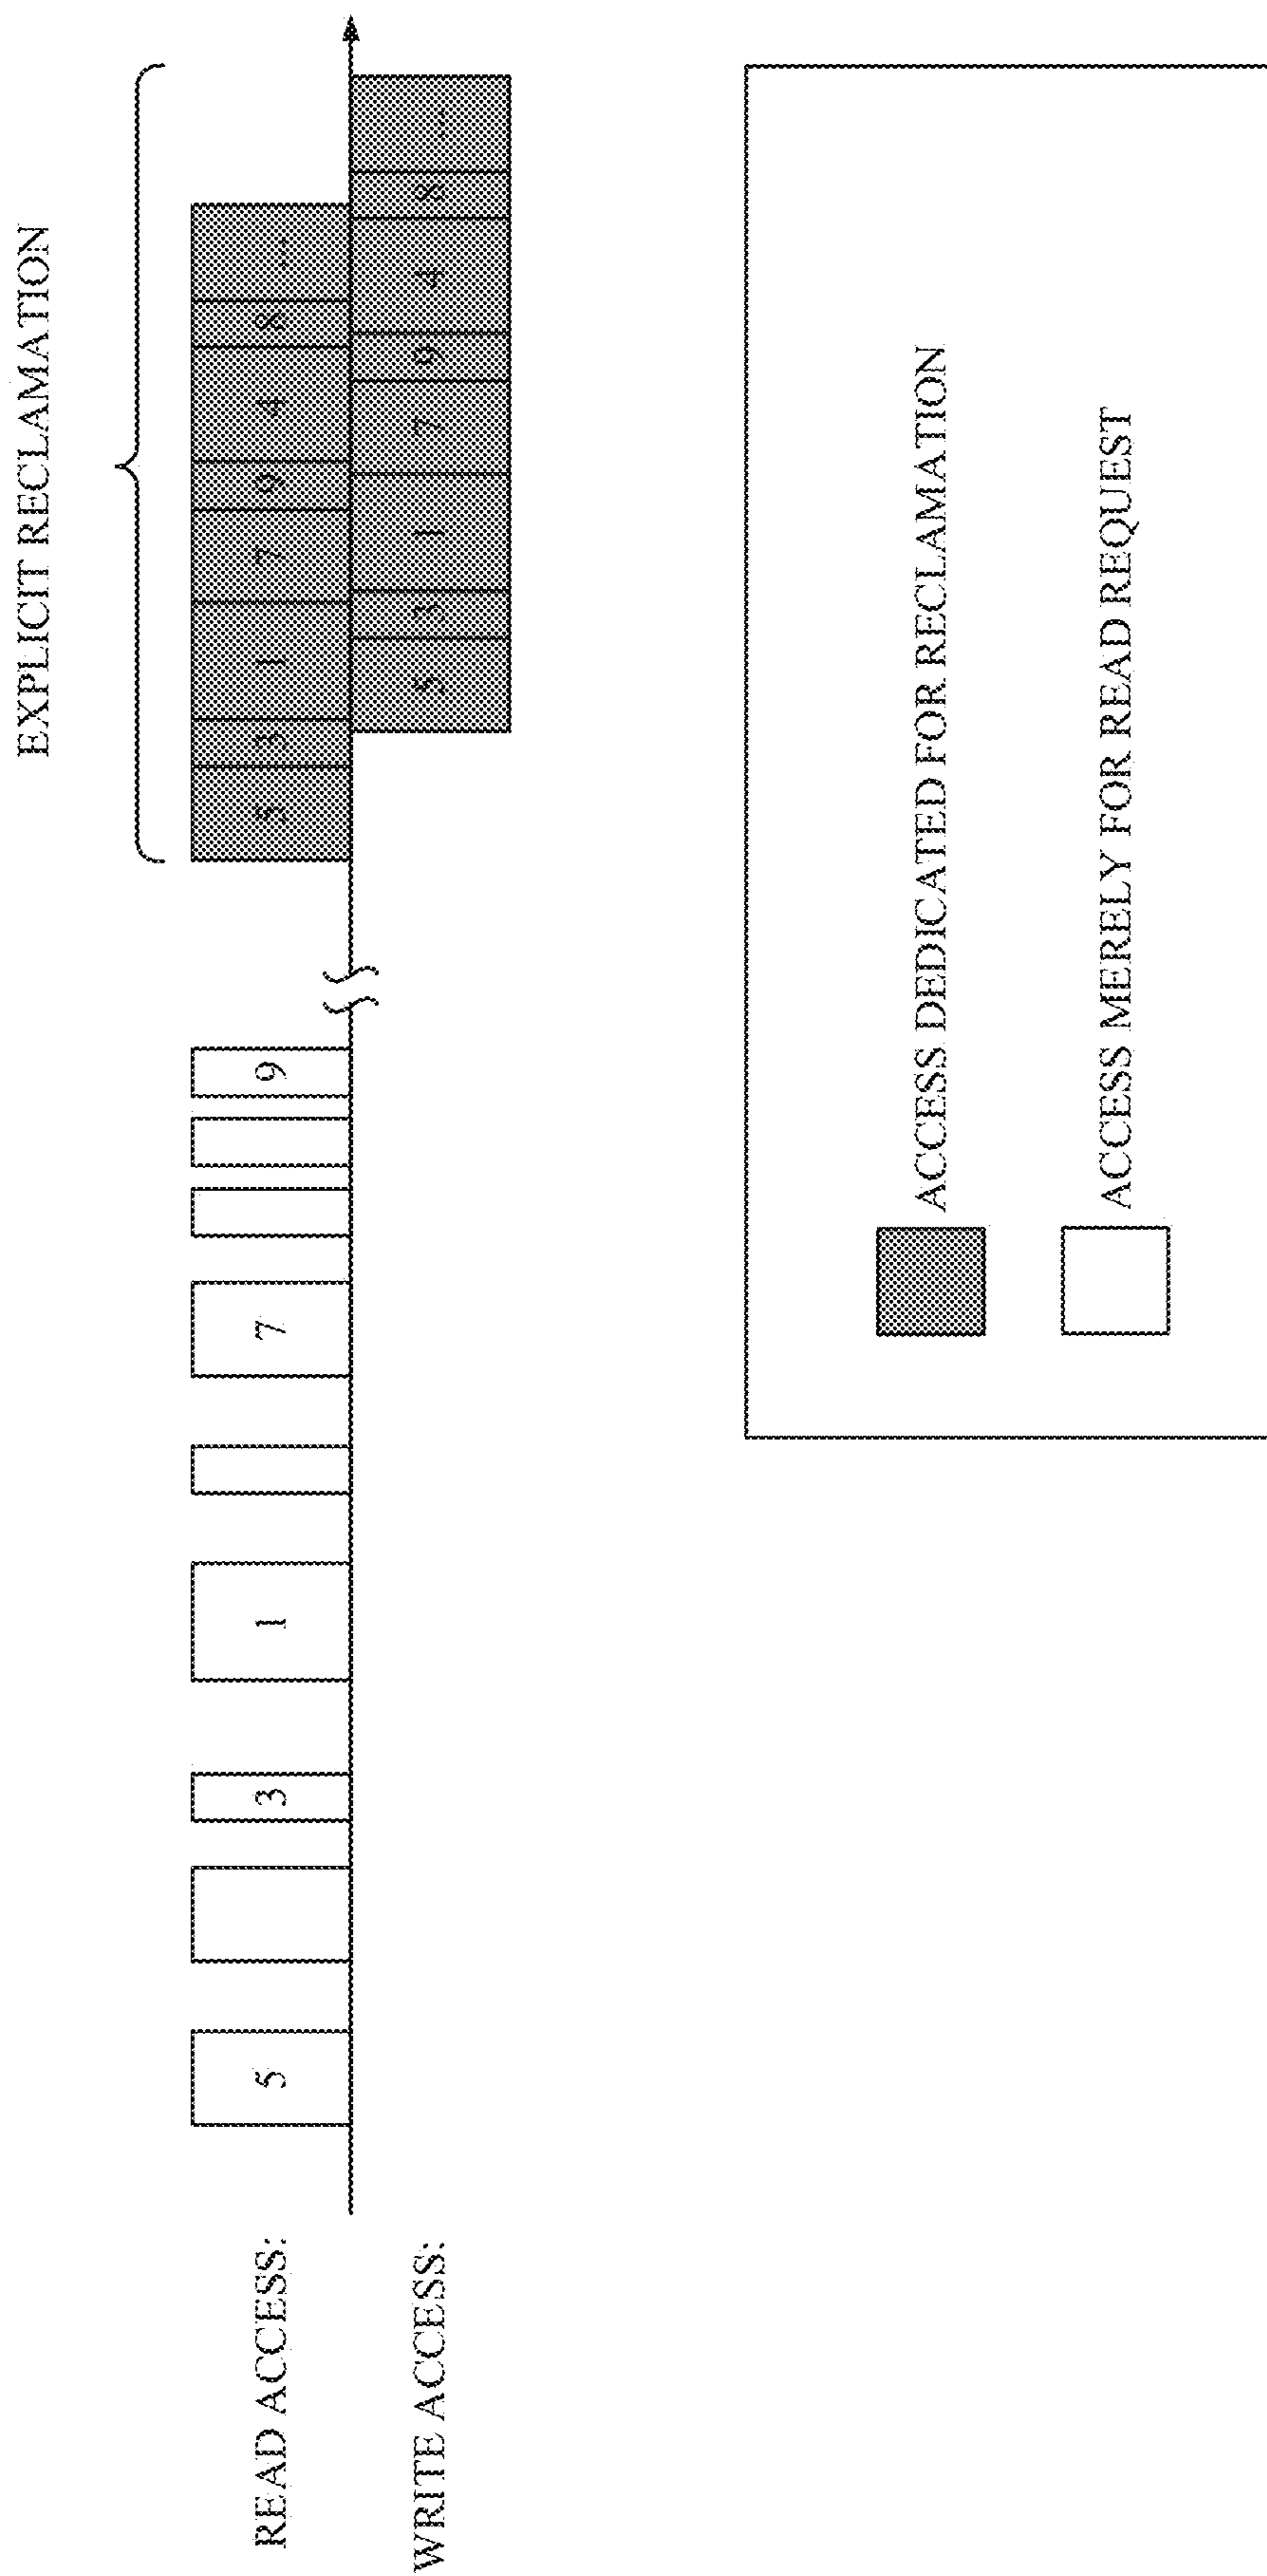 EXPLICIT RECLAMATION
READ ACCESS:
5 3 1 7 9 5 3 1 7 9 4 8 ...
WRITE ACCESS:
5 3 1 7 9 4 8 ...
ACCESS DEDICATED FOR RECLAMATION
ACCESS MERELY FOR READ REQUEST